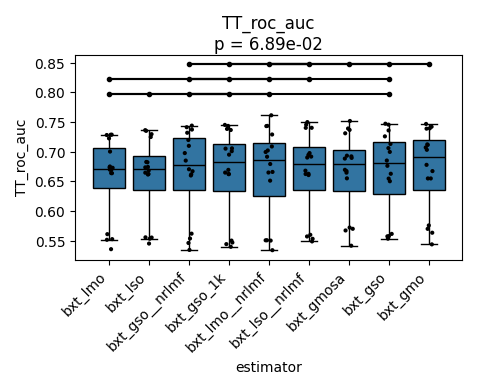 TT_roc_auc
p = 6.89e-02
TT_roc_auc
0.85
0.80
0.75
0.70
0.65
0.60
0.55
bxt_lmo
bxt_lso
bxt_gso__nrlmf
bxt_gso_1k
bxt_lmo__nrlmf
bxt_lso__nrlmf
bxt_gmosa
bxt_gso
bxt_gmo
estimator